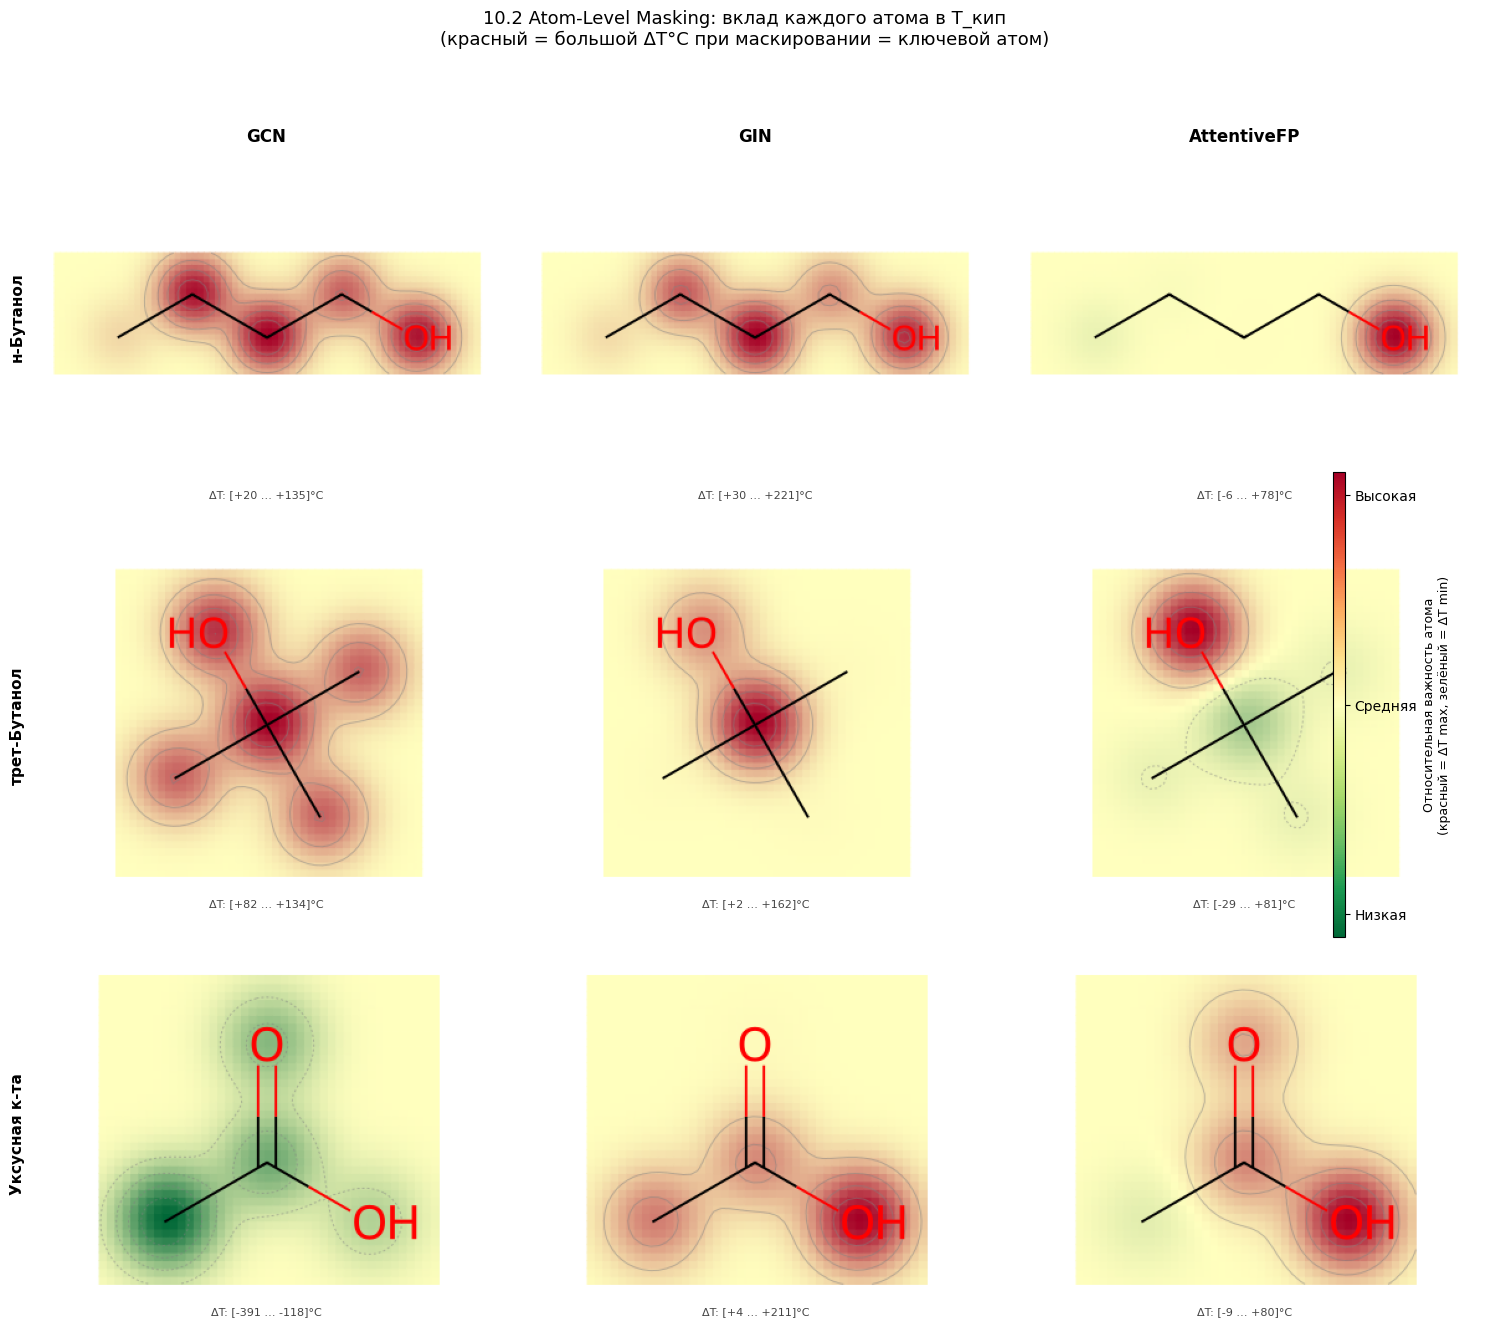 10.2 Atom-Level Masking: вклад каждого атома в T_кип
(красный = большой ΔT°C при маскировании = ключевой атом)
GCN
GIN
AttentiveFP
н-Бутанол
OH
OH
OH
ΔT: [+20 ... +135]°C
ΔT: [+30 ... +221]°C
ΔT: [-6 ... +78]°C
трет-Бутанол
HO
HO
HO
ΔT: [+82 ... +134]°C
ΔT: [+2 ... +162]°C
ΔT: [-29 ... +81]°C
Высокая
Средняя
Низкая
Относительная важность атома
(красный = ΔT max, зелёный = ΔT min)
Уксусная к-та
O
OH
O
OH
O
OH
ΔT: [-391 ... -118]°C
ΔT: [+4 ... +211]°C
ΔT: [-9 ... +80]°C